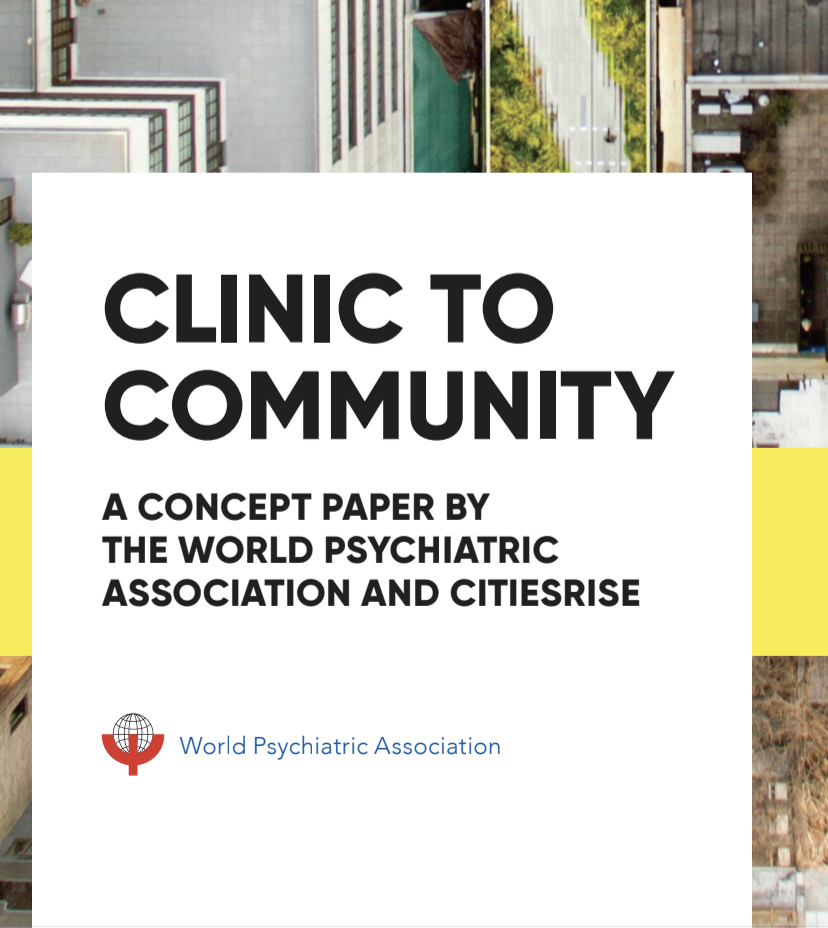 CLINIC TO
COMMUNITY
A CONCEPT PAPER BY
THE WORLD PSYCHIATRIC
ASSOCIATION AND CITIESRISE
World Psychiatric Association